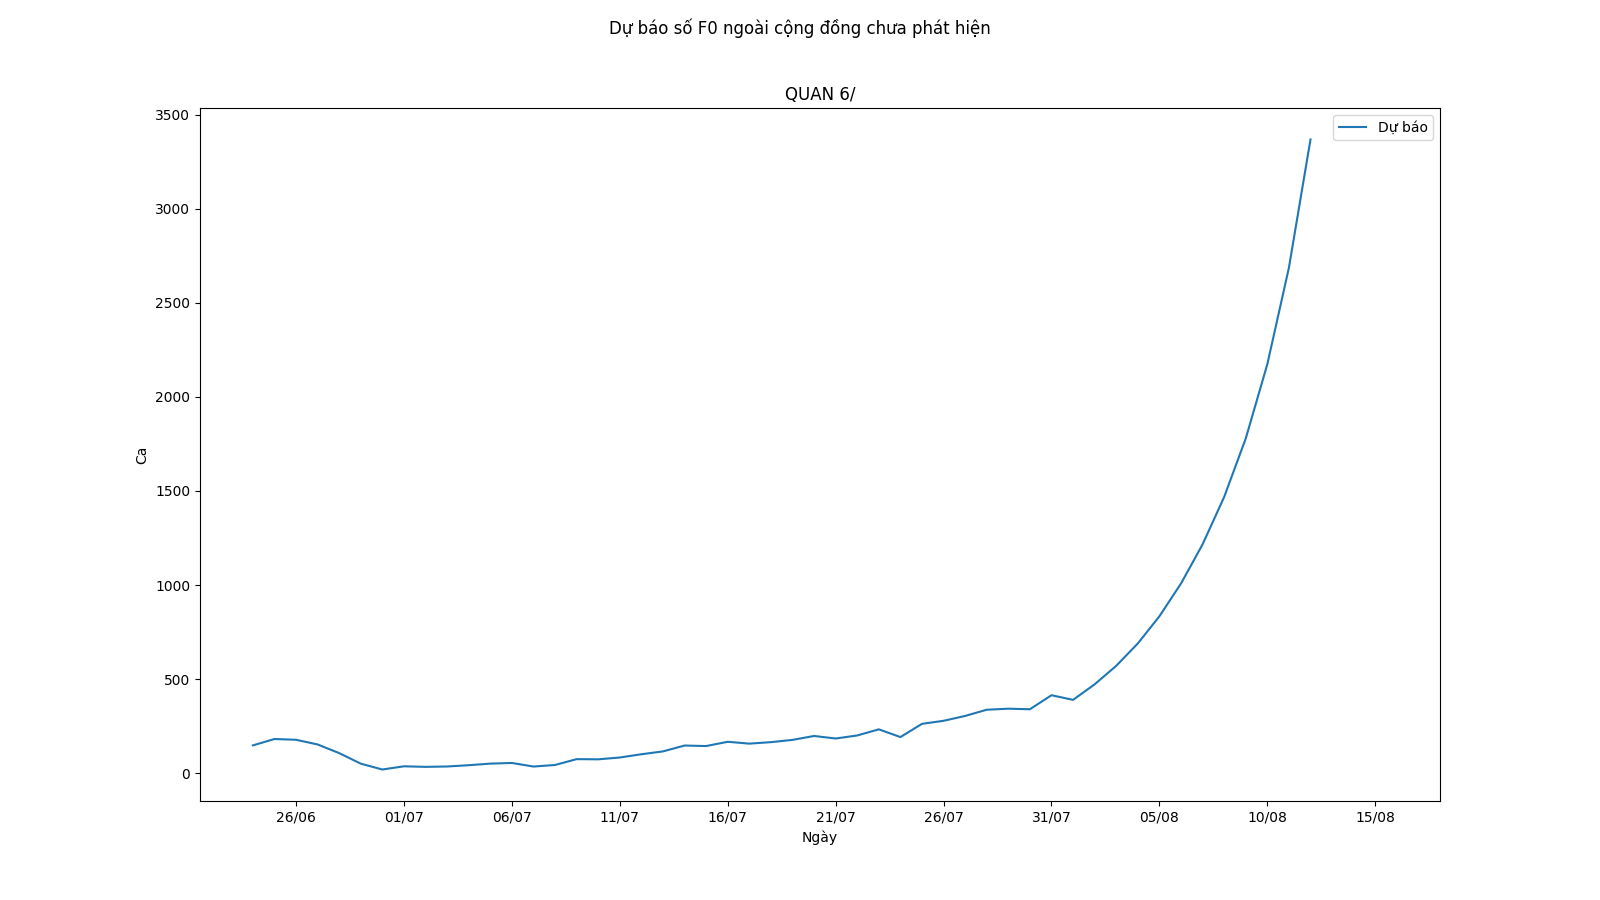 Dự báo số F0 ngoài cộng đồng chưa phát hiện
QUAN 6/
Dự báo
3500
3000
2500
2000
1500
1000
500
0
Ca
26/06 01/07 06/07 11/07 16/07 21/07 26/07 31/07 05/08 10/08 15/08
Ngày